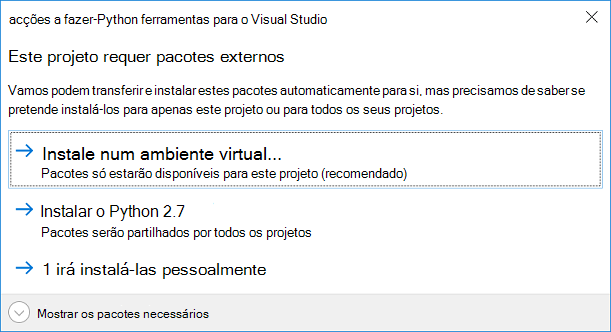 acções a fazer-Python ferramentas para o Visual Studio
Este projeto requer pacotes externos
Vamos podem transferir e instalar estes pacotes automaticamente para si, mas precisamos de saber se
pretende instalá-los para apenas este projeto ou para todos os seus projetos.
Instale num ambiente virtual...
Pacotes só estarão disponíveis para este projeto (recomendado)
Instalar o Python 2.7
Pacotes serão partilhados por todos os projetos
1 irá instalá-las pessoalmente
Mostrar os pacotes necessários